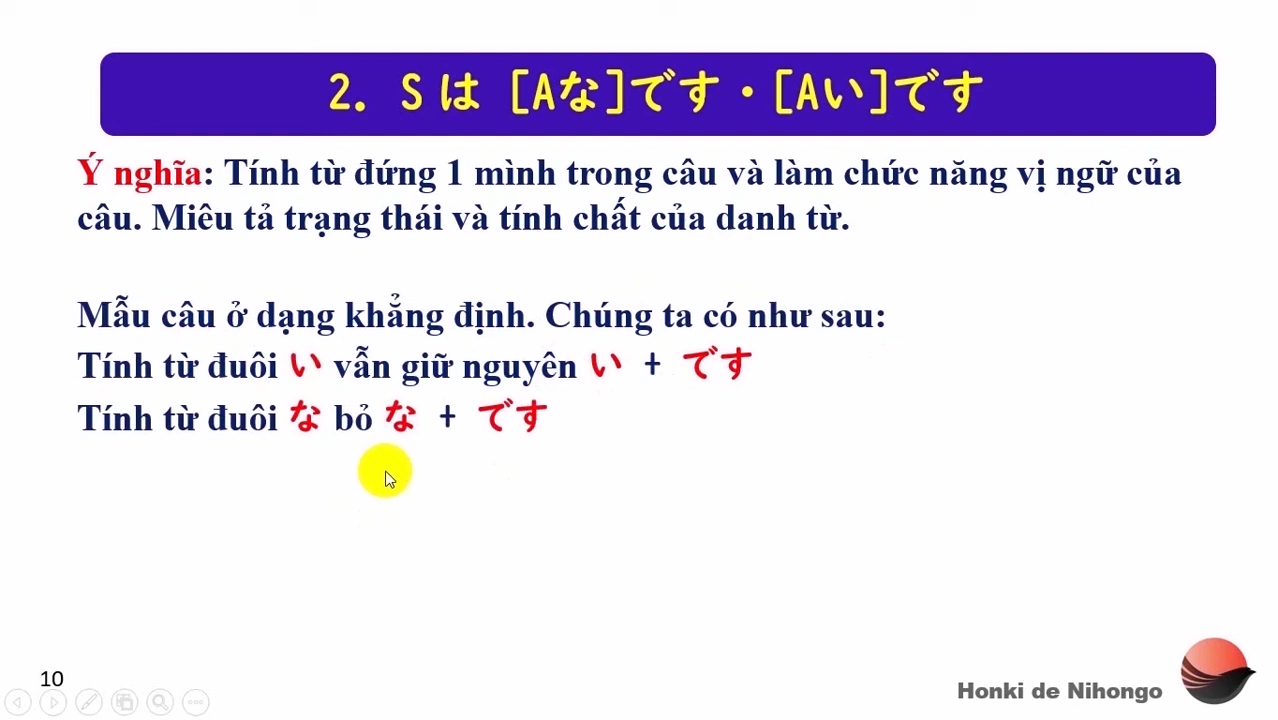 2. S は [Aな]です・[Aい]です
Ý nghĩa: Tính từ đứng 1 mình trong câu và làm chức năng vị ngữ của
câu. Miêu tả trạng thái và tính chất của danh từ.
Mẫu câu ở dạng khẳng định. Chúng ta có như sau:
Tính từ đuôi い vẫn giữ nguyên い + です
Tính từ đuôi な bỏ な + です
10
Honki de Nihongo